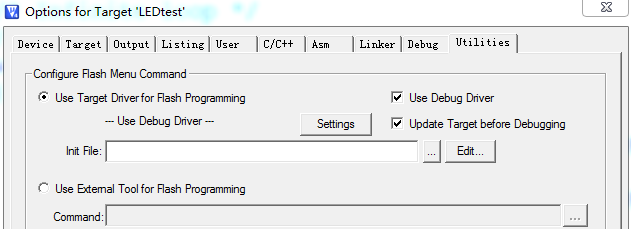 Options for Target 'LEDtest'
Device Target Output Listing User C/C++ Asm Linker Debug Utilities
Configure Flash Menu Command
Use Target Driver for Flash Programming Use Debug Driver
--- Use Debug Driver --- Settings Update Target before Debugging
Init File: ... Edit...
Use External Tool for Flash Programming
Command: ...